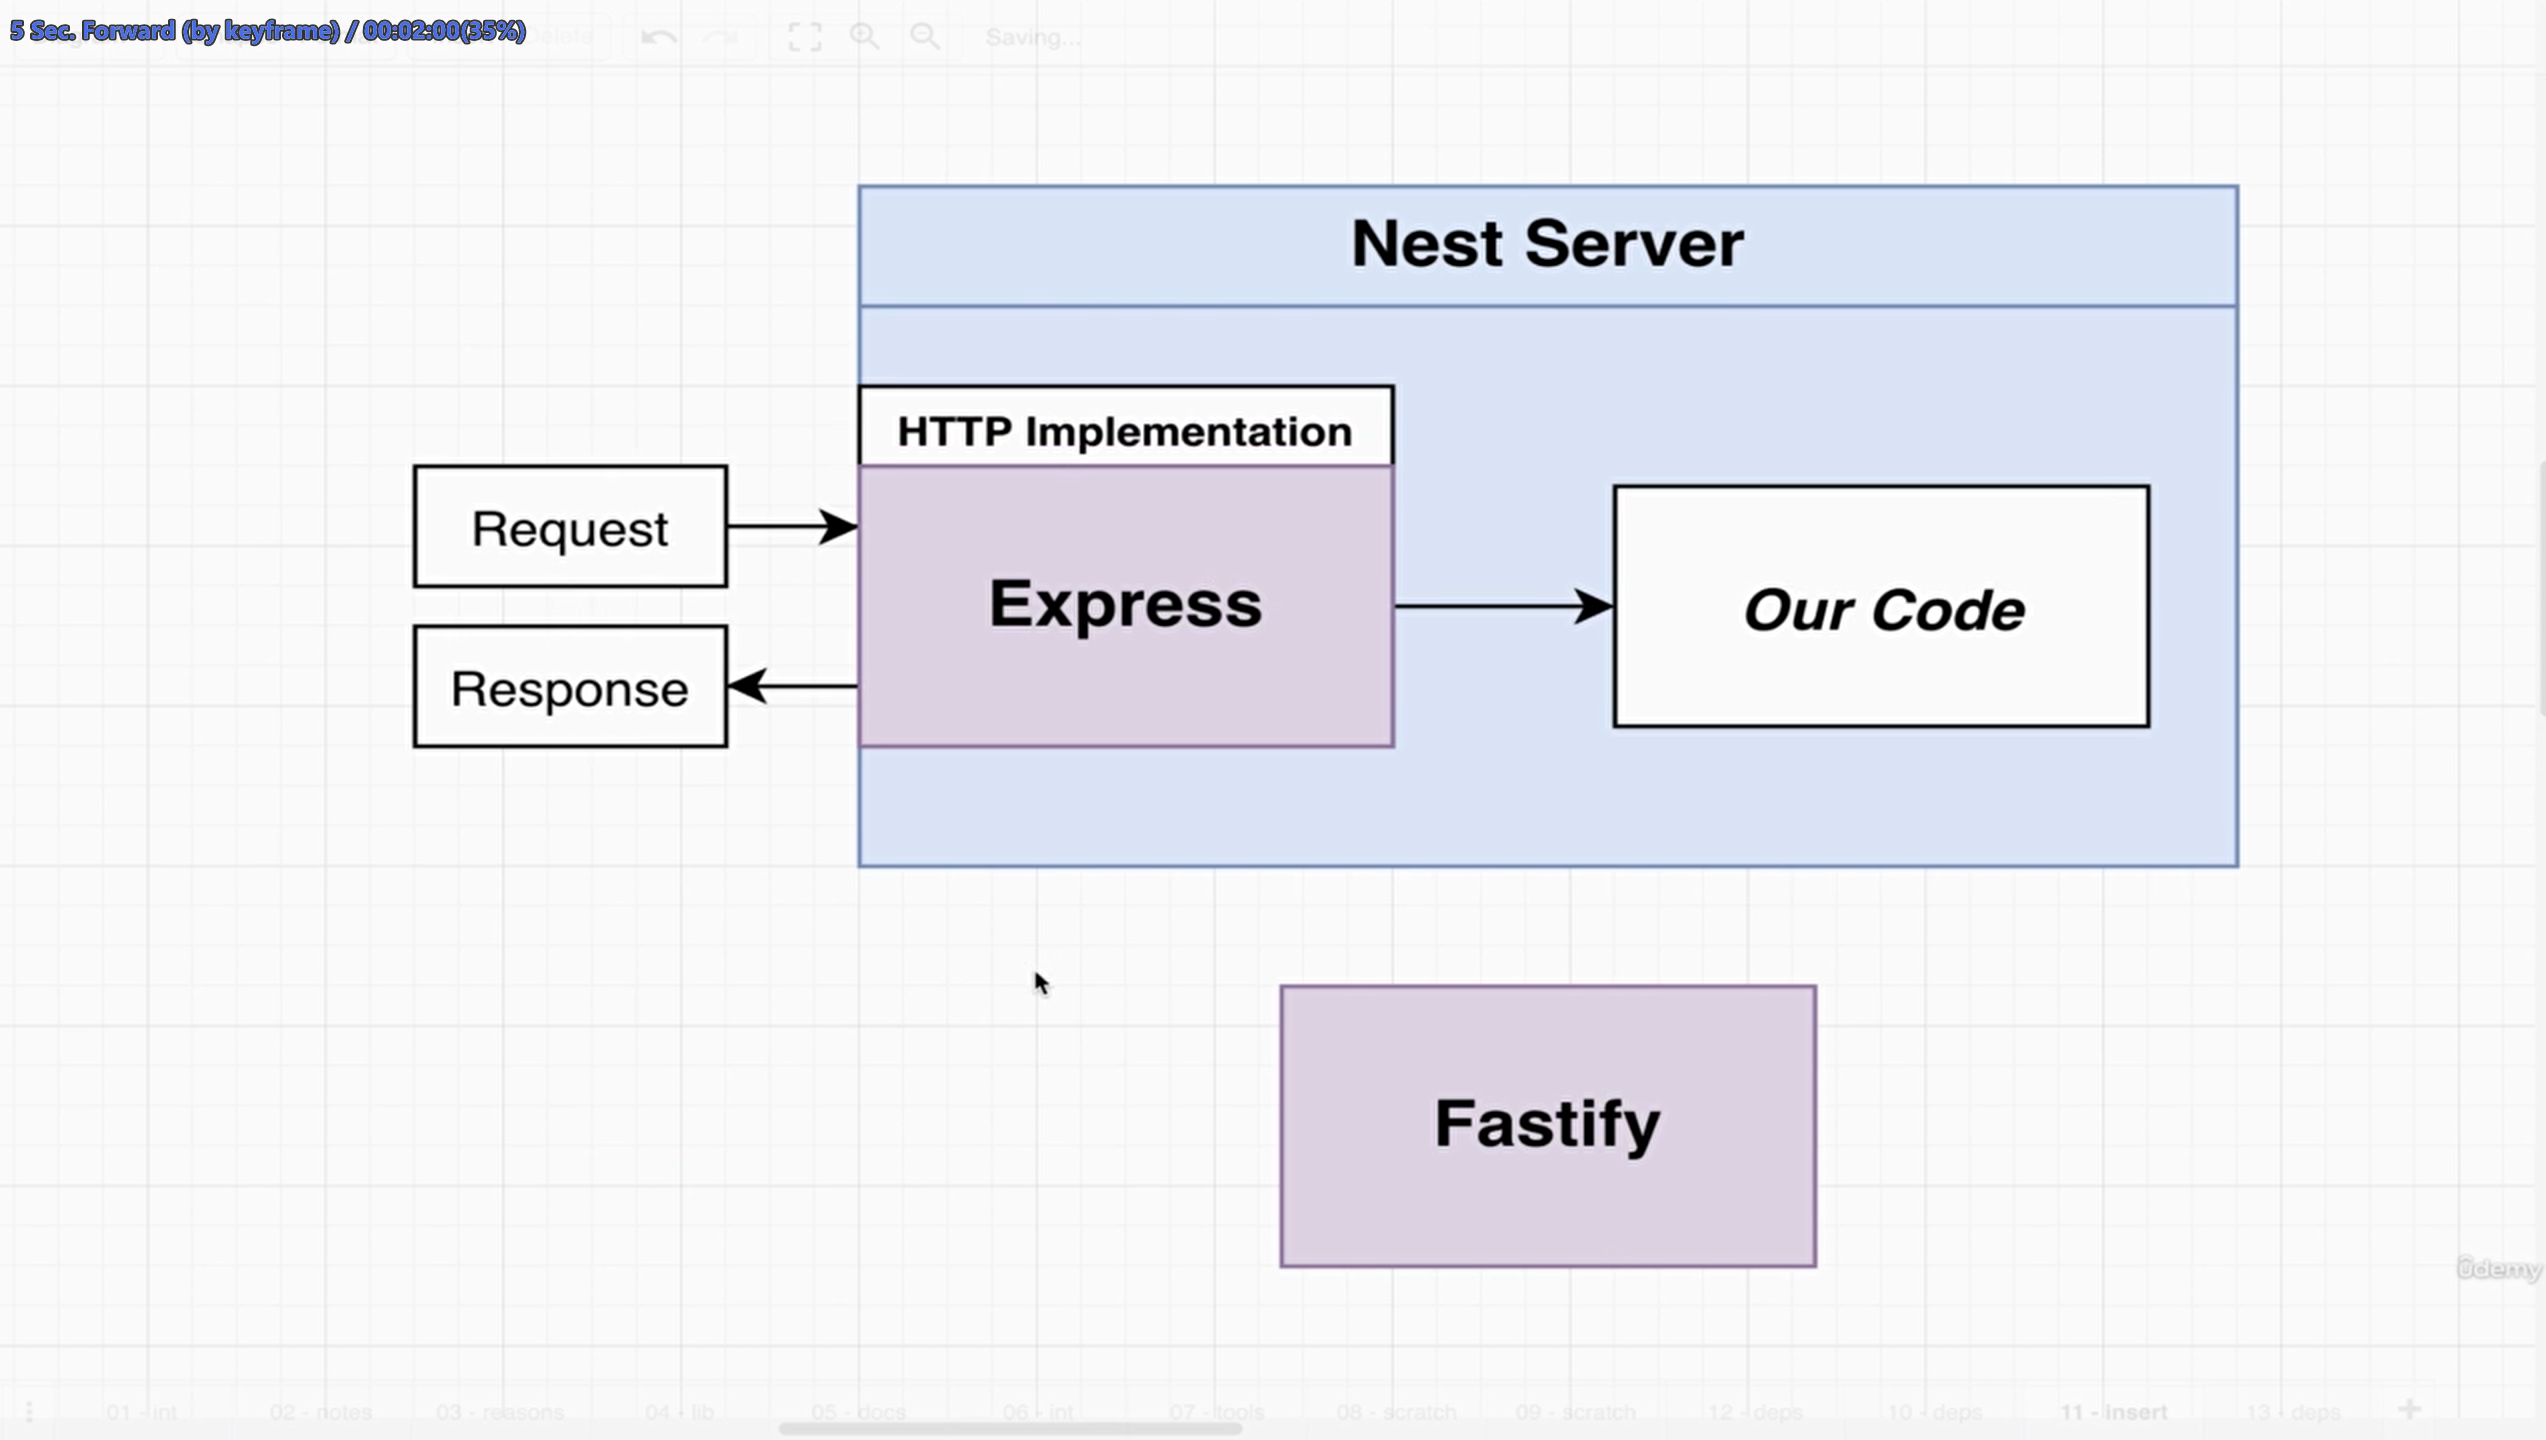 5 Sec. Forward (by keyframe) / 00:02:00(35%)
Delete
Saving...
Nest Server
HTTP Implementation
Request
Express
Our Code
Response
Fastify
ûdemy
01 - int 02 - notes 03 - reasons 04 - lib 05 - docs 06 - int 07 - tools 08 - scratch 09 - scratch 12 - deps 10 - deps 11 - insert 13 - deps